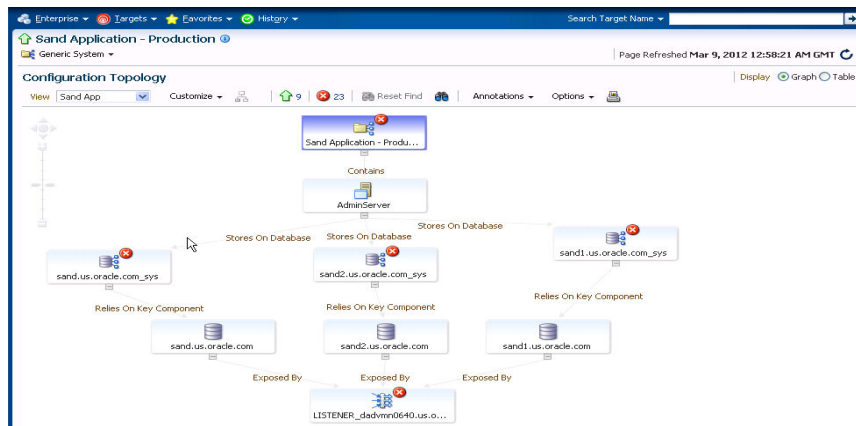 Enterprise Targets Favorites History Search Target Name
Sand Application - Production
Generic System Page Refreshed Mar 9, 2012 12:58:21 AM GMT
Configuration Topology Display Graph Table
View Sand App Customize 9 23 Reset Find Annotations Options
Sand Application - Produ...
Contains
AdminServer
Stores On Database Stores On Database Stores On Database
sand.us.oracle.com_sys sand2.us.oracle.com_sys sand1.us.oracle.com_sys
Relies On Key Component Relies On Key Component Relies On Key Component
sand.us.oracle.com sand2.us.oracle.com sand1.us.oracle.com
Exposed By Exposed By Exposed By
LISTENER_dadvmn0640.us.o...